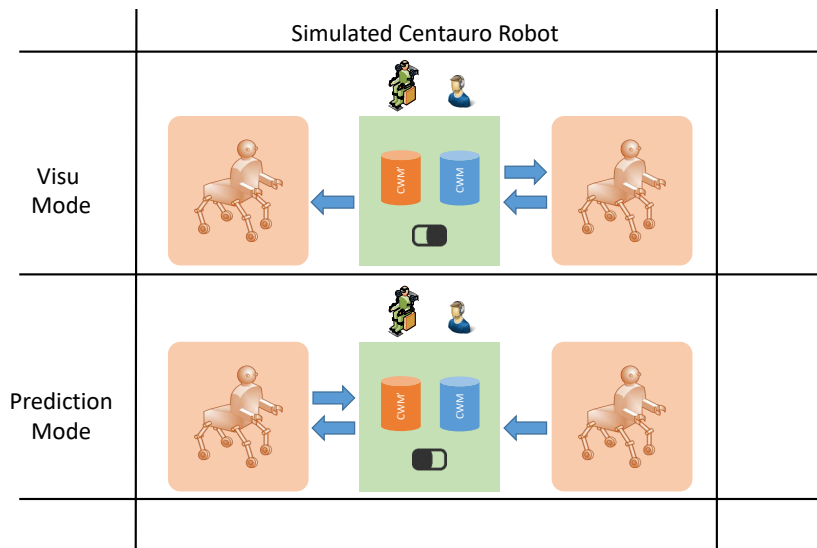 Simulated Centauro Robot
Visu
Mode
CWM'
CWM
Prediction
Mode
CWM'
CWM